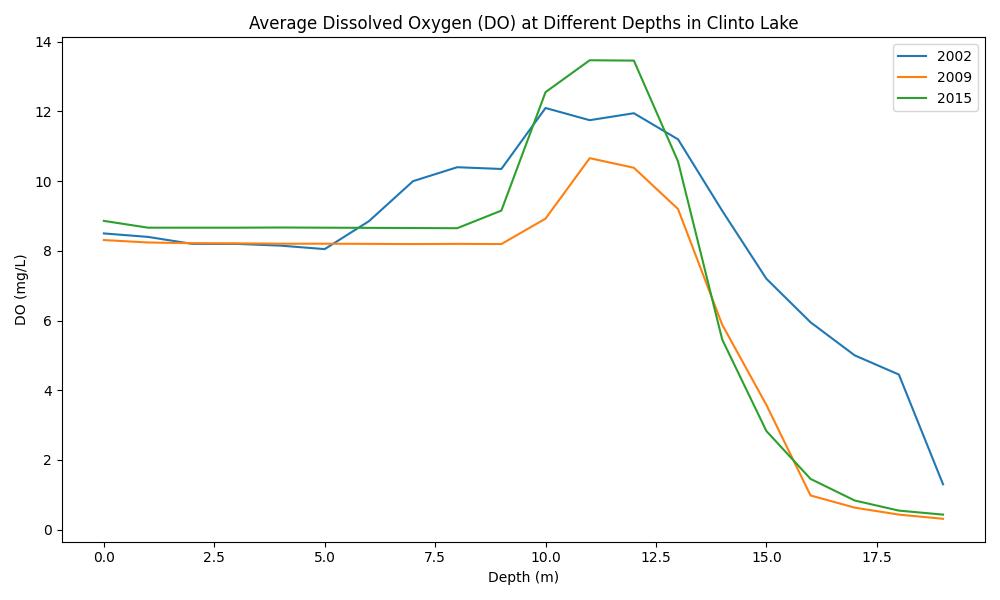 Average Dissolved Oxygen (DO) at Different Depths in Clinto Lake
2002
2009
2015
14
12
10
8
6
4
2
0
DO (mg/L)
0.0 2.5 5.0 7.5 10.0 12.5 15.0 17.5
Depth (m)